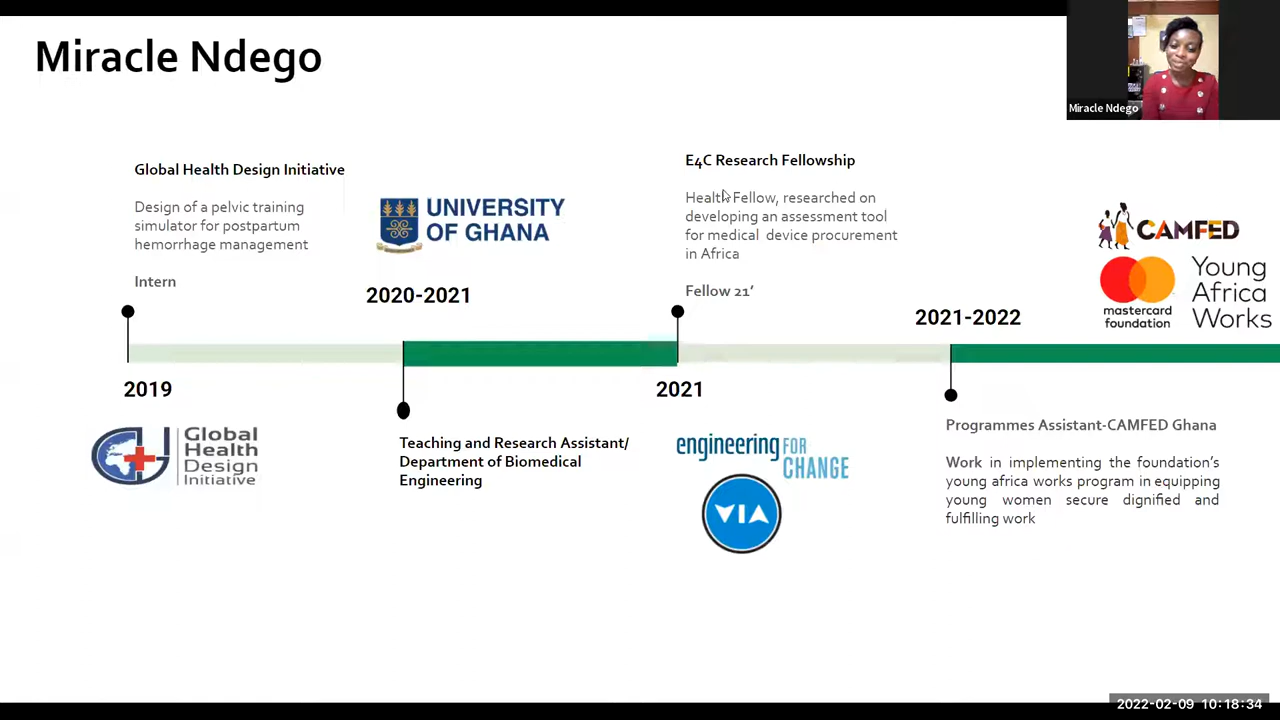 Miracle Ndego
Miracle Ndego
Global Health Design Initiative
Design of a pelvic training
simulator for postpartum
hemorrhage management
Intern
UNIVERSITY
OF GHANA
2020-2021
E4C Research Fellowship
Health Fellow, researched on
developing an assessment tool
for medical device procurement
in Africa
Fellow 21’
2021-2022
CAMFED
mastercard
foundation
Young
Africa
Works
2019
Global
Health
Design
Initiative
Teaching and Research Assistant/
Department of Biomedical
Engineering
2021
engineering FOR
CHANGE
VIA
Programmes Assistant-CAMFED Ghana
Work in implementing the foundation’s
young africa works program in equipping
young women secure dignified and
fulfilling work
2022-02-09 10:18:34